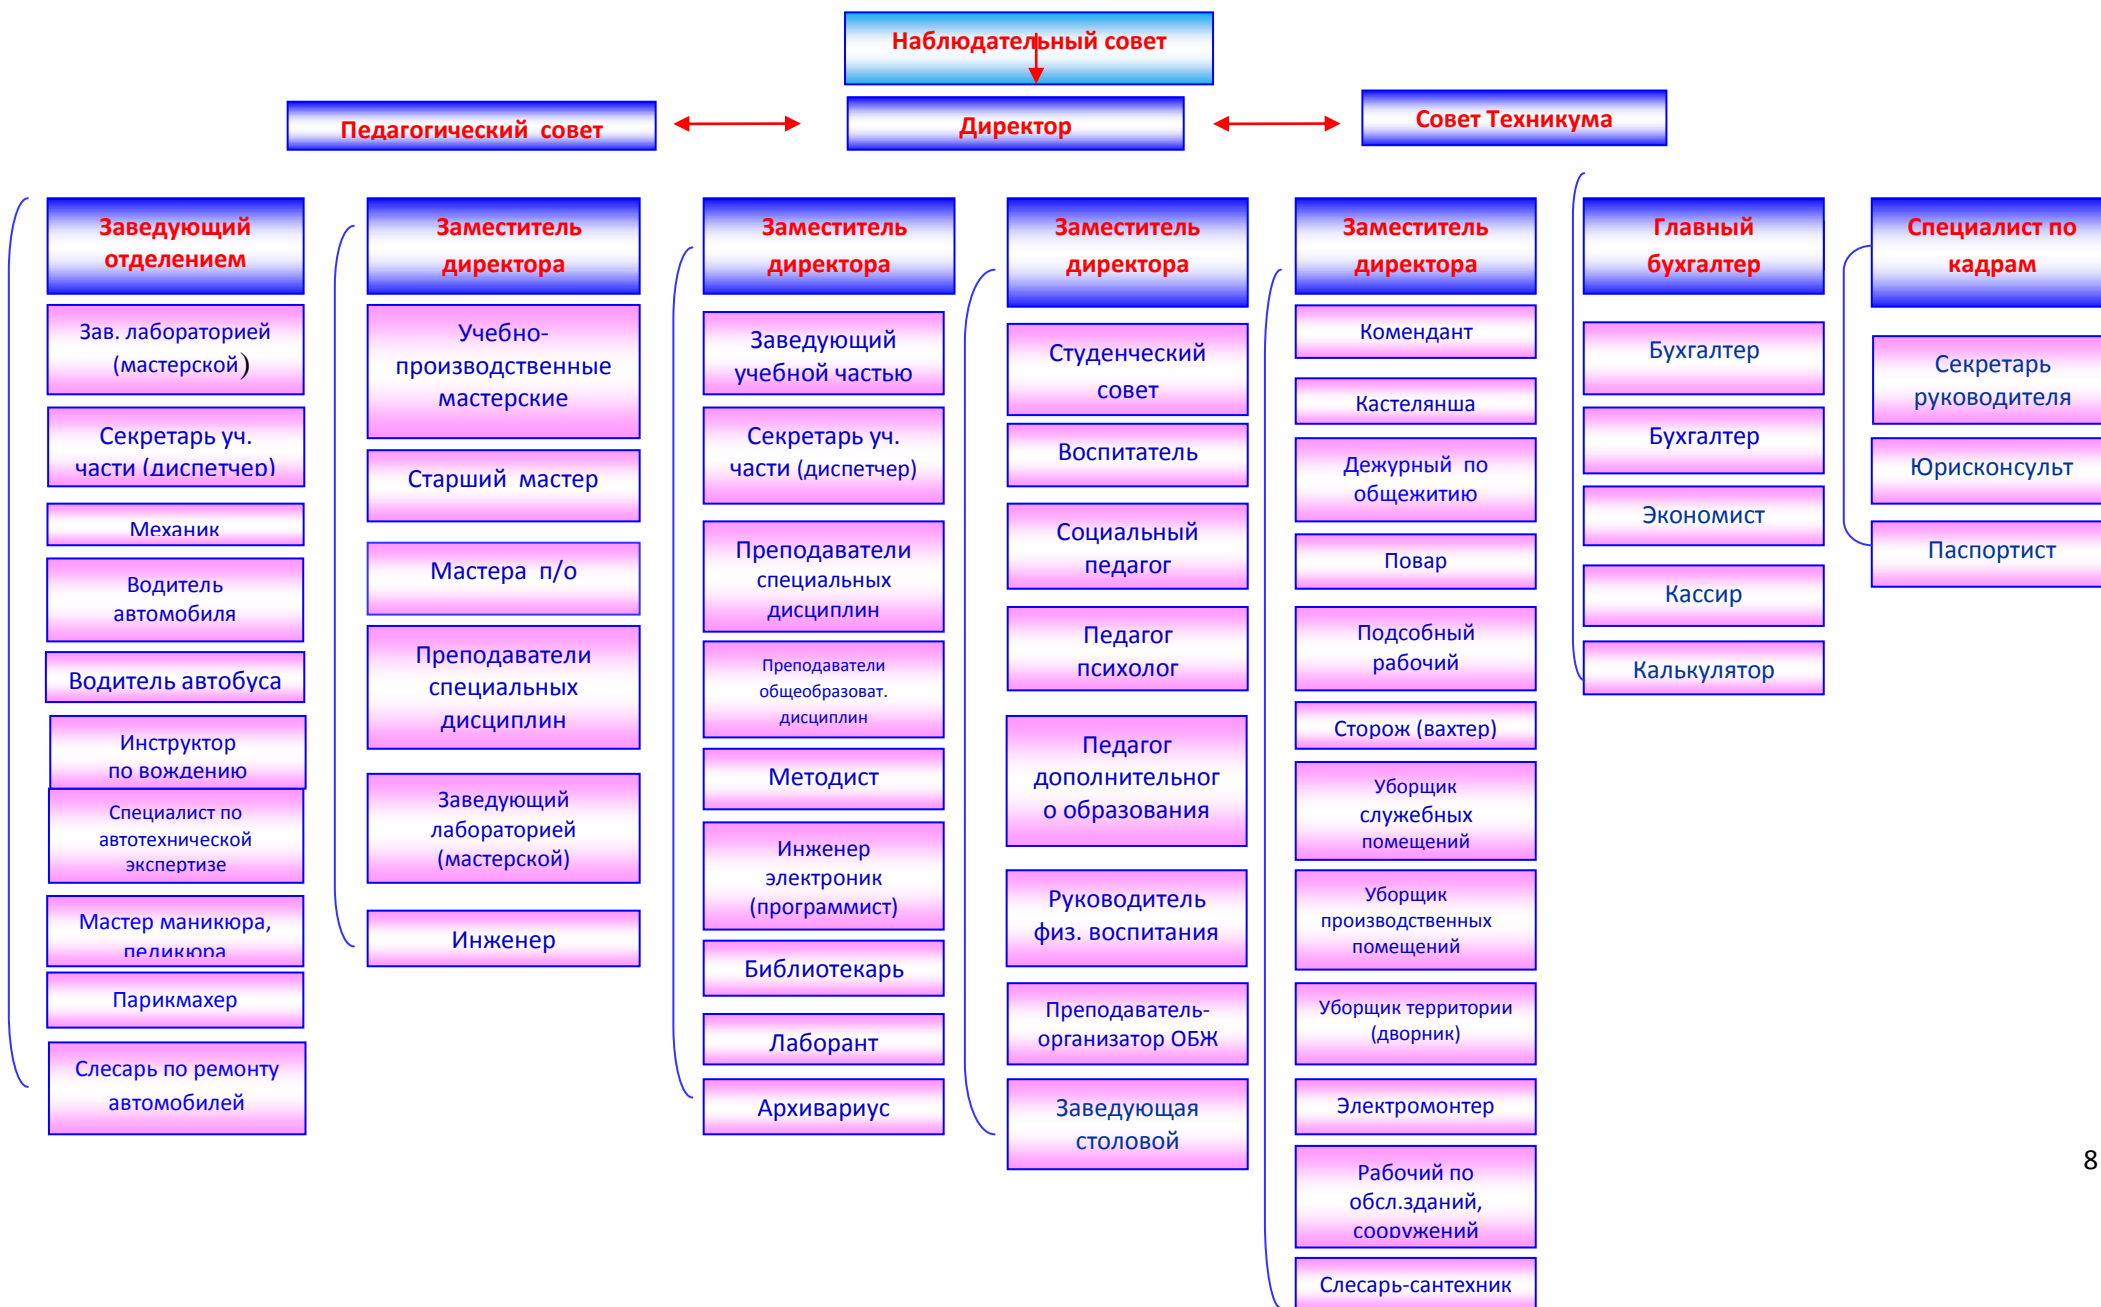 Наблюдательный совет
Педагогический совет
Директор
Совет Техникума
Заведующий
отделением
Зав. лабораторией
(мастерской)
Секретарь уч.
части (диспетчер)
Механик
Водитель
автомобиля
Водитель автобуса
Инструктор
по вождению
Специалист по
автотехнической
экспертизе
Мастер маникюра,
педикюра
Парикмахер
Слесарь по ремонту
автомобилей
Заместитель
директора
Учебно-
производственные
мастерские
Старший мастер
Мастера п/о
Преподаватели
специальных
дисциплин
Заведующий
лабораторией
(мастерской)
Инженер
Заместитель
директора
Заведующий
учебной частью
Секретарь уч.
части (диспетчер)
Преподаватели
специальных
дисциплин
Преподаватели
общеобразоват.
дисциплин
Методист
Инженер
электроник
(программист)
Библиотекарь
Лаборант
Архивариус
Заместитель
директора
Студенческий
совет
Воспитатель
Социальный
педагог
Педагог
психолог
Педагог
дополнительног
о образования
Руководитель
физ. воспитания
Преподаватель-
организатор ОБЖ
Заведующая
столовой
Заместитель
директора
Комендант
Кастелянша
Дежурный по
общежитию
Повар
Подсобный
рабочий
Сторож (вахтер)
Уборщик
служебных
помещений
Уборщик
производственных
помещений
Уборщик территории
(дворник)
Электромонтер
Рабочий по
обсл.зданий,
сооружений
Слесарь-сантехник
Главный
бухгалтер
Бухгалтер
Бухгалтер
Экономист
Кассир
Калькулятор
Специалист по
кадрам
Секретарь
руководителя
Юрисконсульт
Паспортист
8